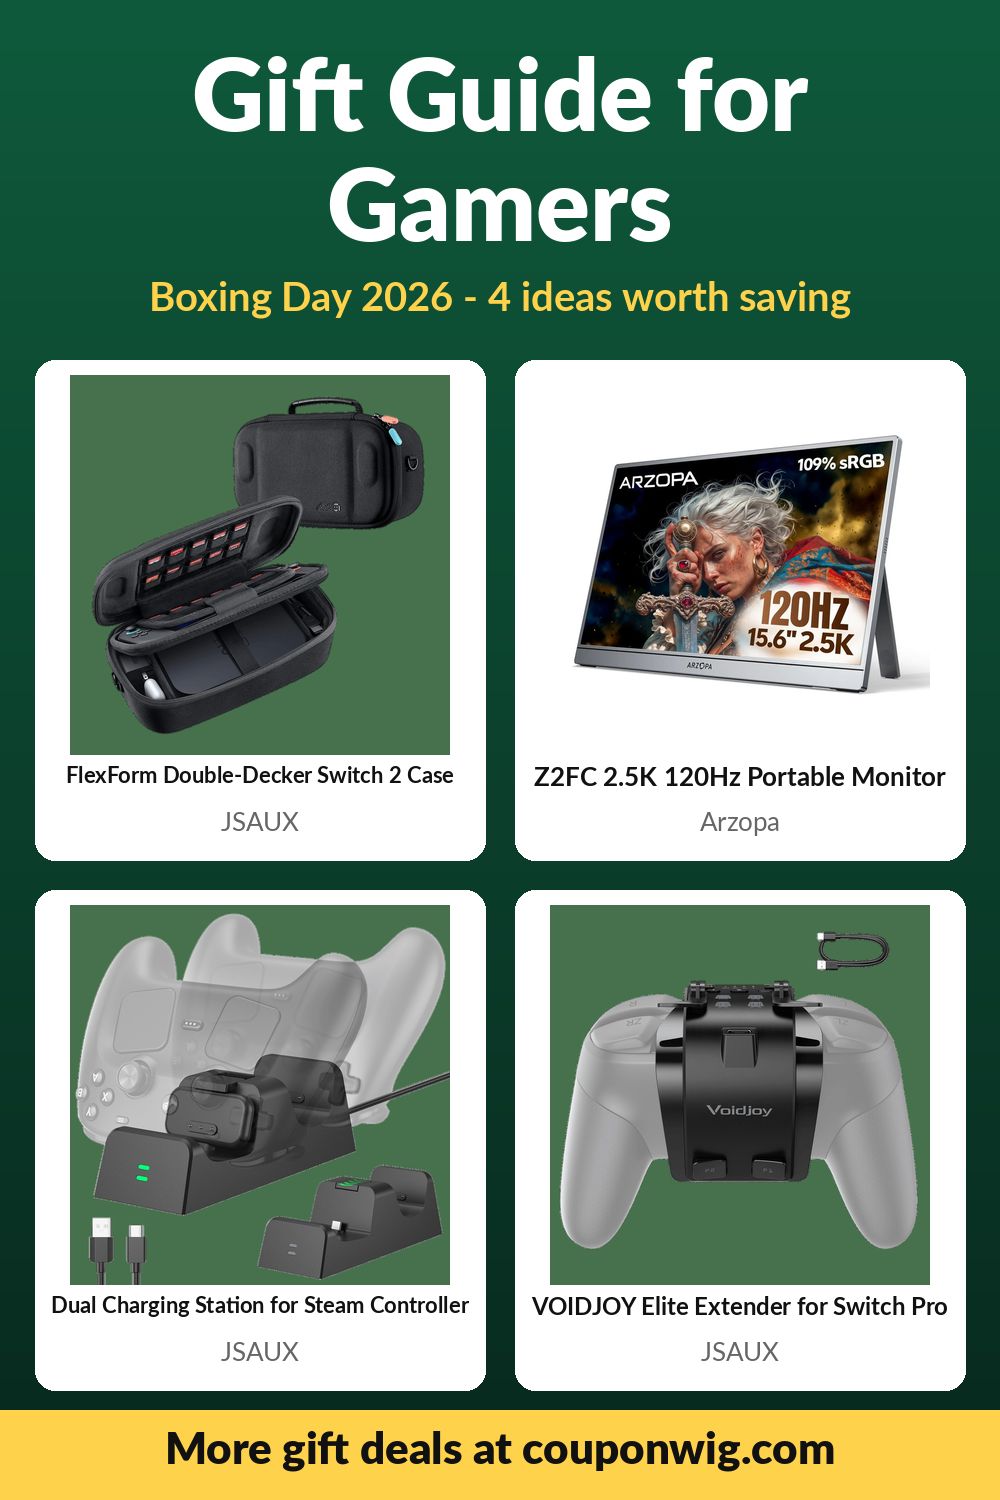 Gift Guide for
Gamers
Boxing Day 2026 - 4 ideas worth saving
FlexForm Double-Decker Switch 2 Case
JSAUX
ARZOPA
109% sRGB
120Hz
15.6" 2.5K
ARZOPA
Z2FC 2.5K 120Hz Portable Monitor
Arzopa
Dual Charging Station for Steam Controller
JSAUX
Voidjoy
VOIDJOY Elite Extender for Switch Pro
JSAUX
More gift deals at couponwig.com